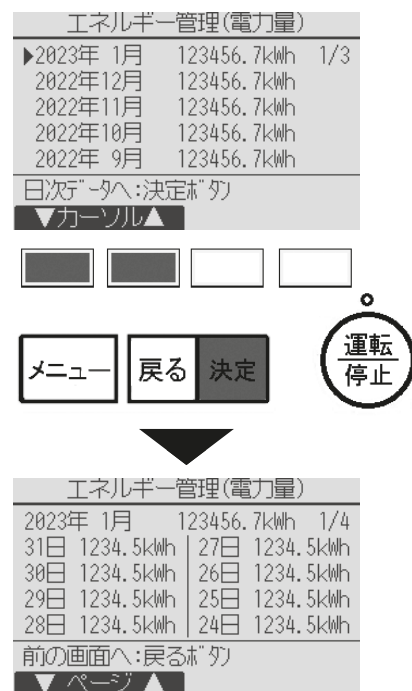 エネルギー管理(電力量)
▶2023年 1月 123456.7kWh 1/3
2022年12月 123456.7kWh
2022年11月 123456.7kWh
2022年10月 123456.7kWh
2022年 9月 123456.7kWh
日次ﾃﾞｰﾀへ:決定ﾎﾞﾀﾝ
▼カーソル▲
メニュー 戻る 決定 運転
停止
エネルギー管理(電力量)
2023年 1月 123456.7kWh 1/4
31日 1234.5kWh 27日 1234.5kWh
30日 1234.5kWh 26日 1234.5kWh
29日 1234.5kWh 25日 1234.5kWh
28日 1234.5kWh 24日 1234.5kWh
前の画面へ:戻るﾎﾞﾀﾝ
▼ ページ ▲